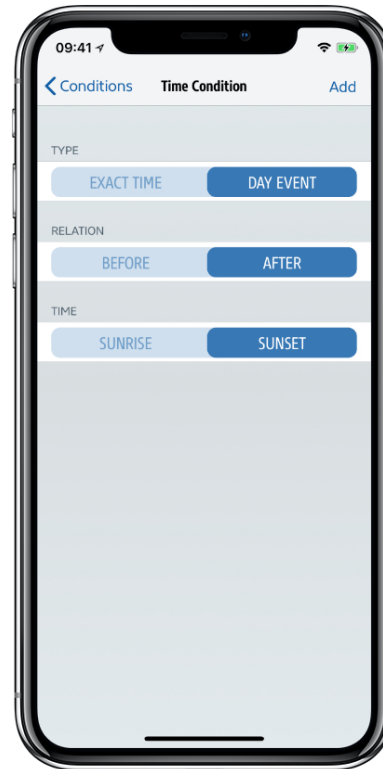 09:41
Conditions Time Condition Add
TYPE
EXACT TIME DAY EVENT
RELATION
BEFORE AFTER
TIME
SUNRISE SUNSET